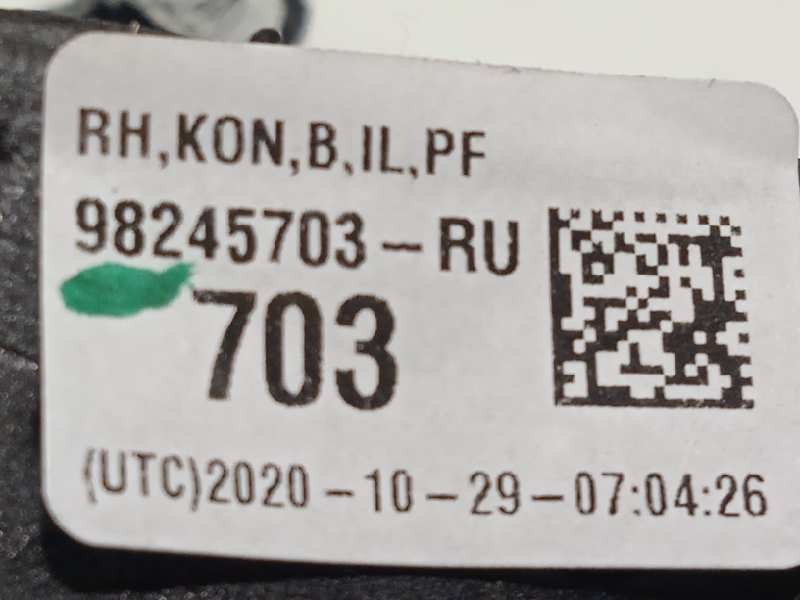 RH,KON,B,IL,PF
98245703-RU
703
(UTC)2020-10-29-07:04:26